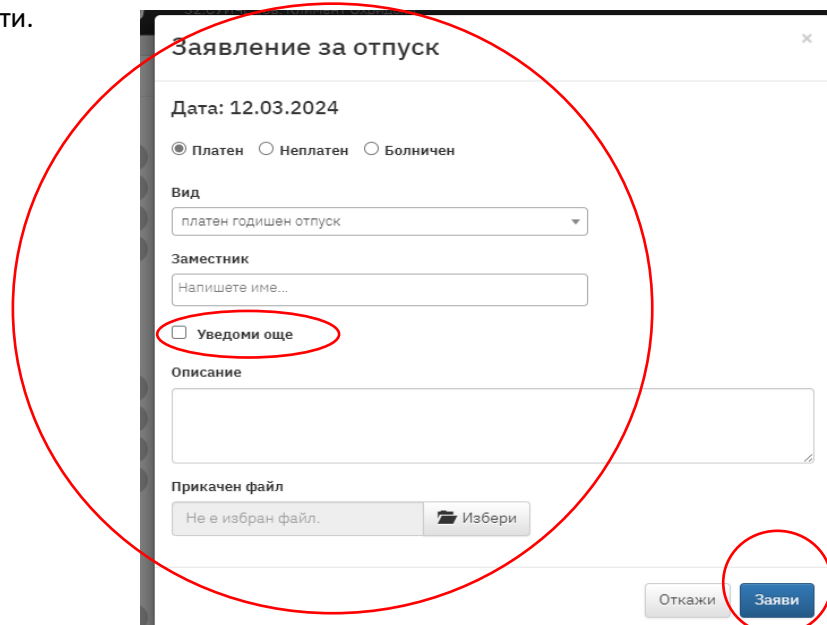 ти.
Заявление за отпуск
×
Дата: 12.03.2024
Платен Неплатен Болничен
Вид
платен годишен отпуск
Заместник
Напишете име...
Уведоми още
Описание
Прикачен файл
Не е избран файл. Избери
Откажи Заяви